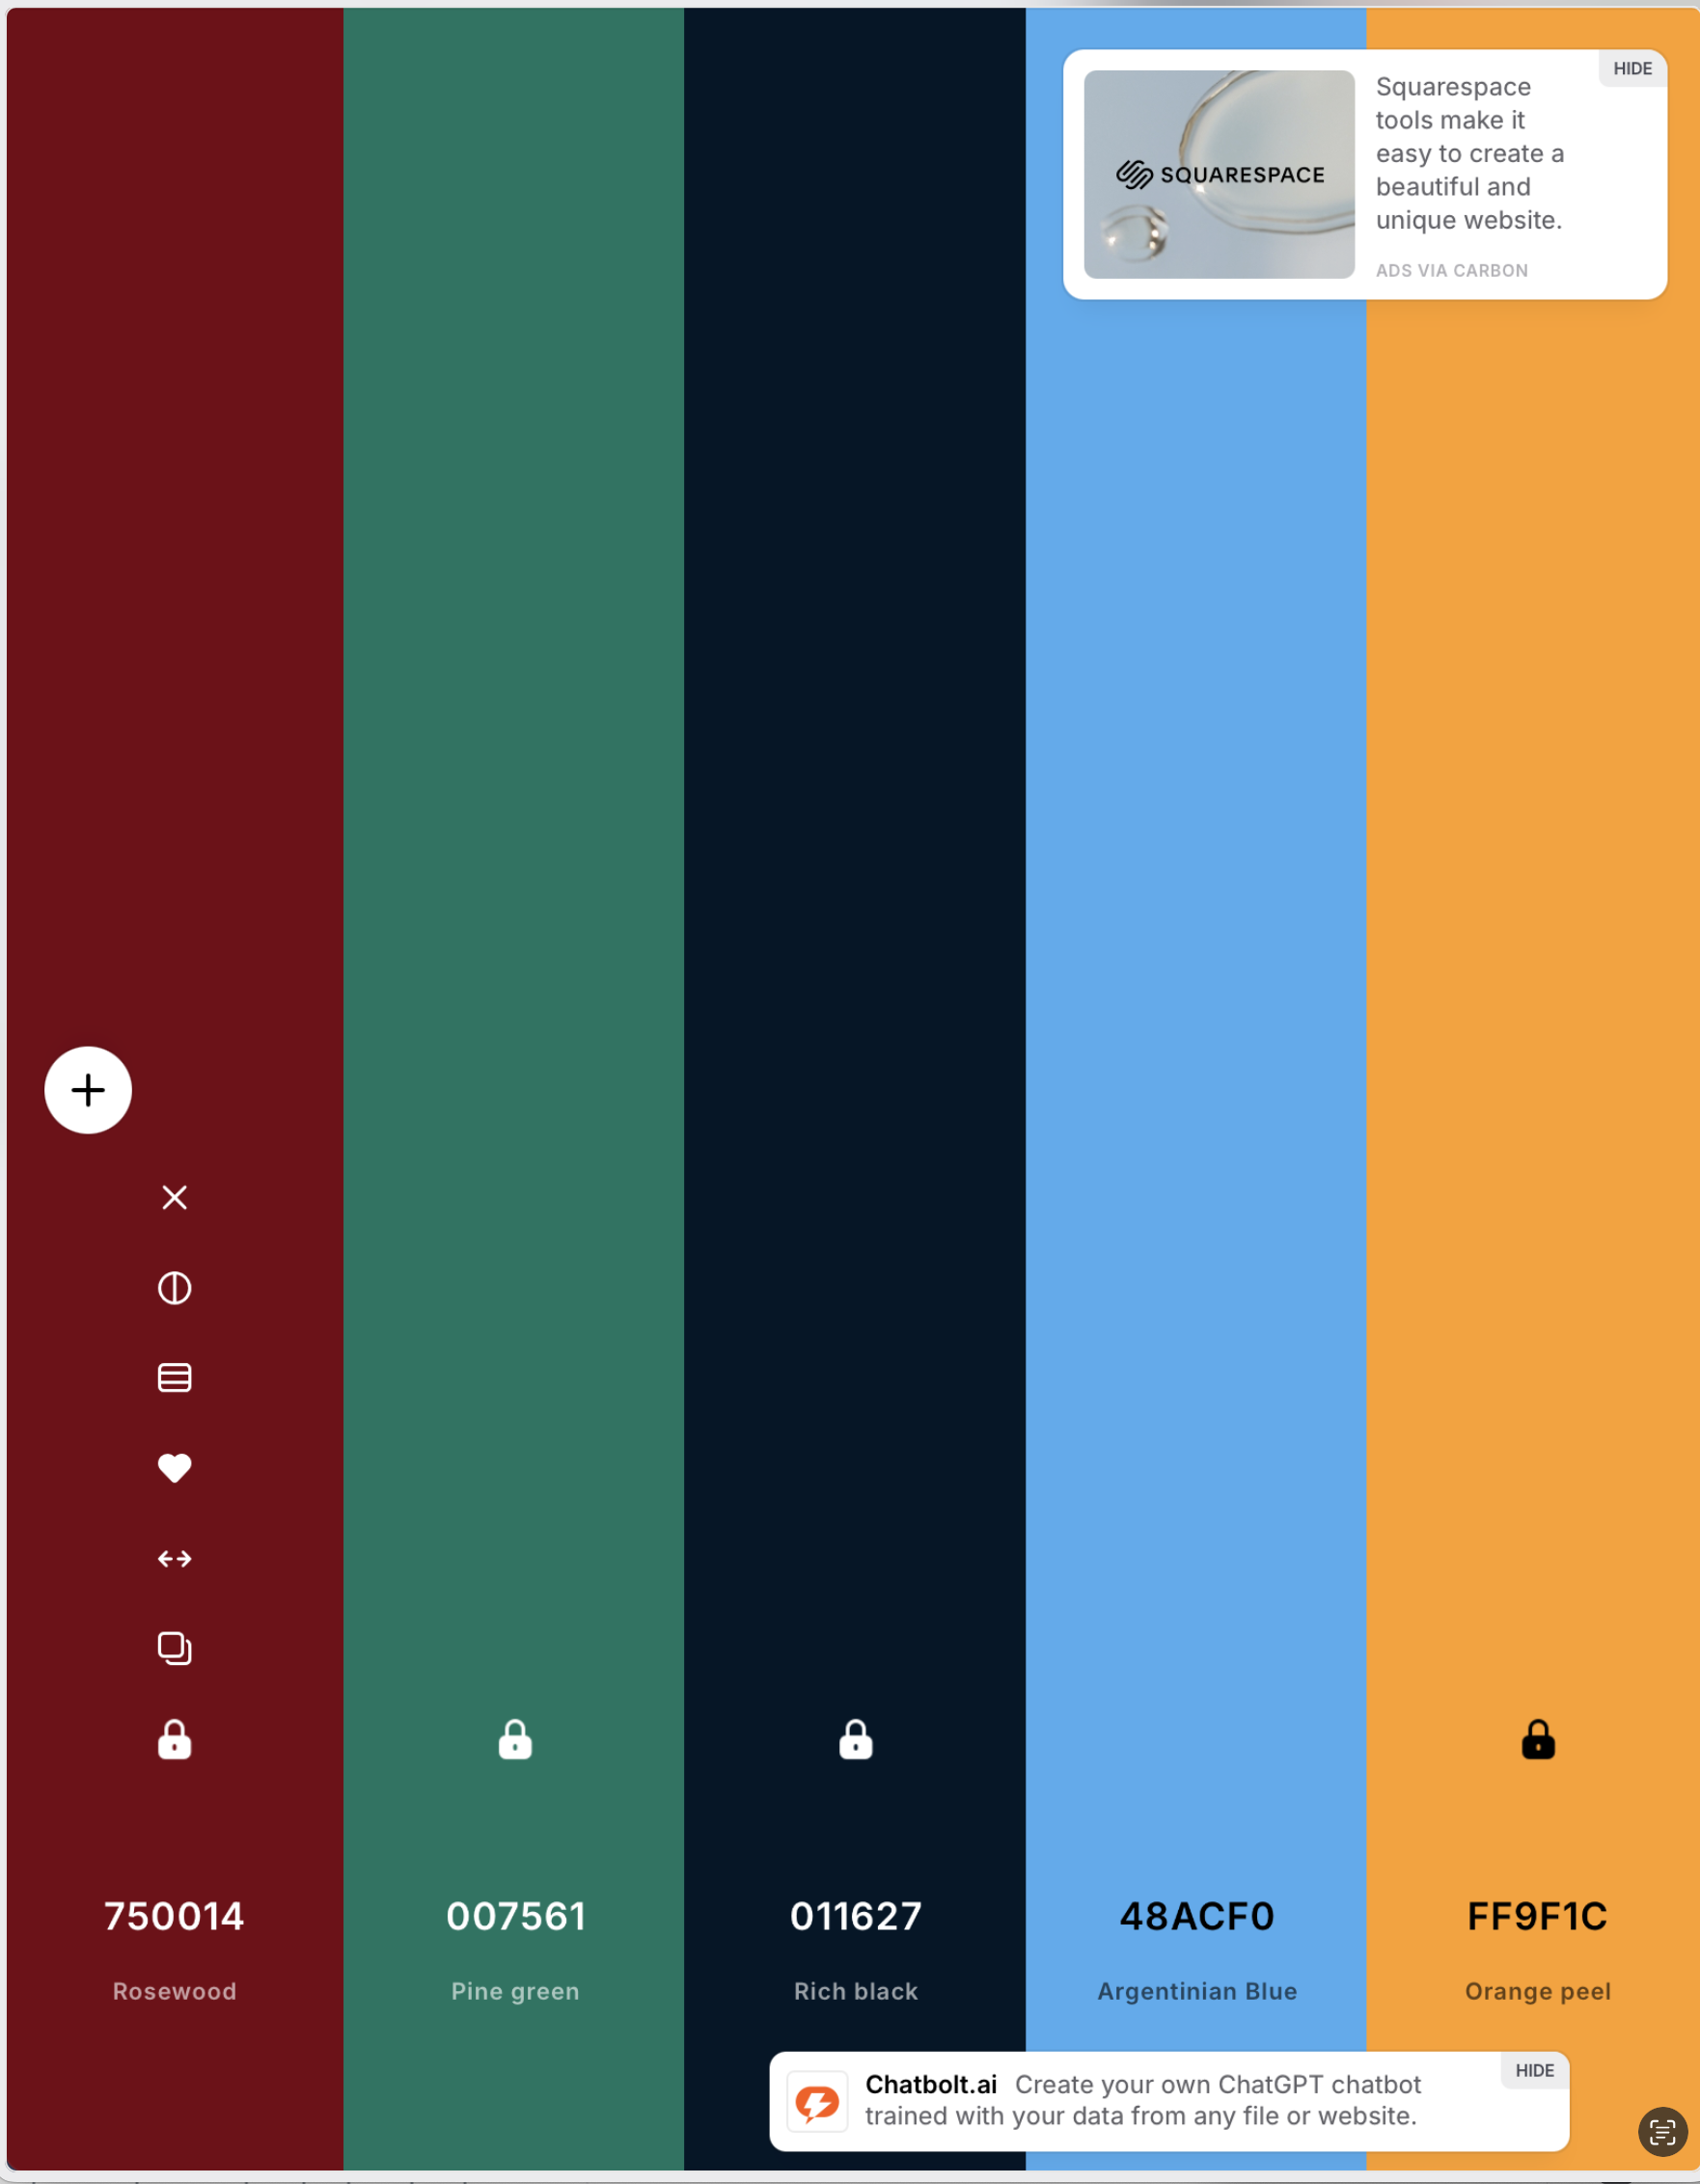 HIDE
Squarespace
tools make it
easy to create a
beautiful and
unique website.
SQUARESPACE
ADS VIA CARBON
750014
007561
011627
48ACF0
FF9F1C
Rosewood
Pine green
Rich black
Argentinian Blue
Orange peel
HIDE
Chatbolt.ai Create your own ChatGPT chatbot
trained with your data from any file or website.